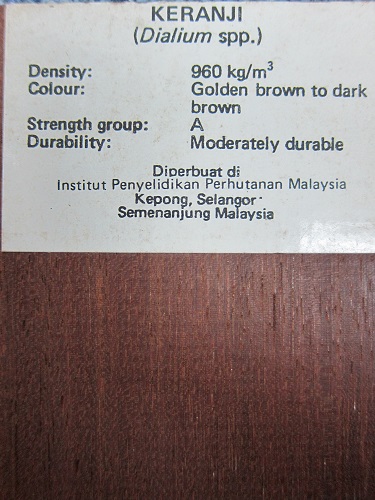 KERANJI
(Dialium spp.)
Density: 960 kg/m³
Colour: Golden brown to dark
brown
Strength group: A
Durability: Moderately durable
Diperbuat di
Institut Penyelidikan Perhutanan Malaysia
Kepong, Selangor
Semenanjung Malaysia